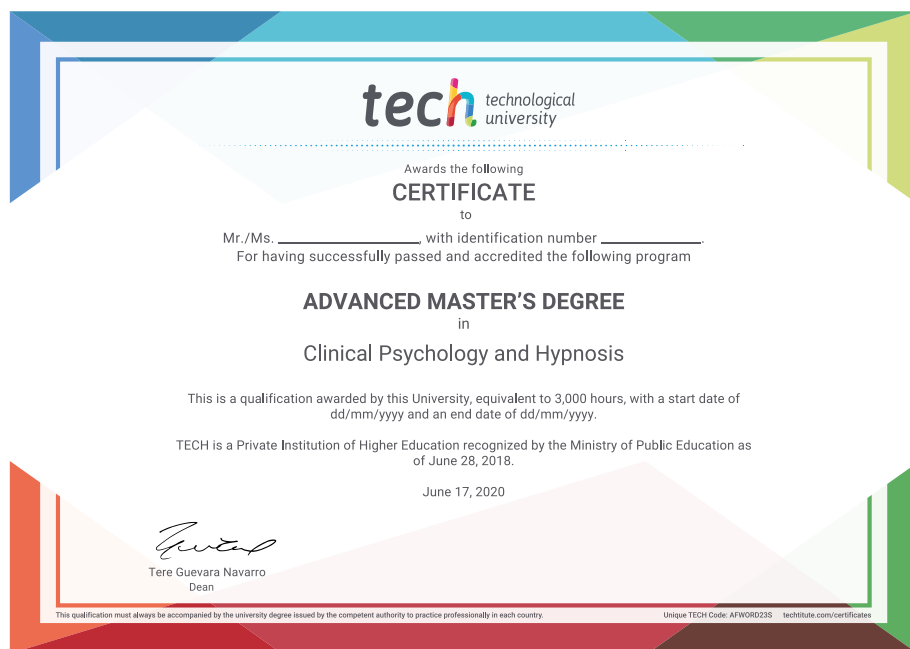 tech technological
university
Awards the following
CERTIFICATE
to
Mr./Ms. ____________________, with identification number ______________.
For having successfully passed and accredited the following program
ADVANCED MASTER’S DEGREE
in
Clinical Psychology and Hypnosis
This is a qualification awarded by this University, equivalent to 3,000 hours, with a start date of
dd/mm/yyyy and an end date of dd/mm/yyyy.
TECH is a Private Institution of Higher Education recognized by the Ministry of Public Education as
of June 28, 2018.
June 17, 2020
Tere Guevara Navarro
Dean
This qualification must always be accompanied by the university degree issued by the competent authority to practice professionally in each country. Unique TECH Code: AFWORD23S techtitute.com/certificates